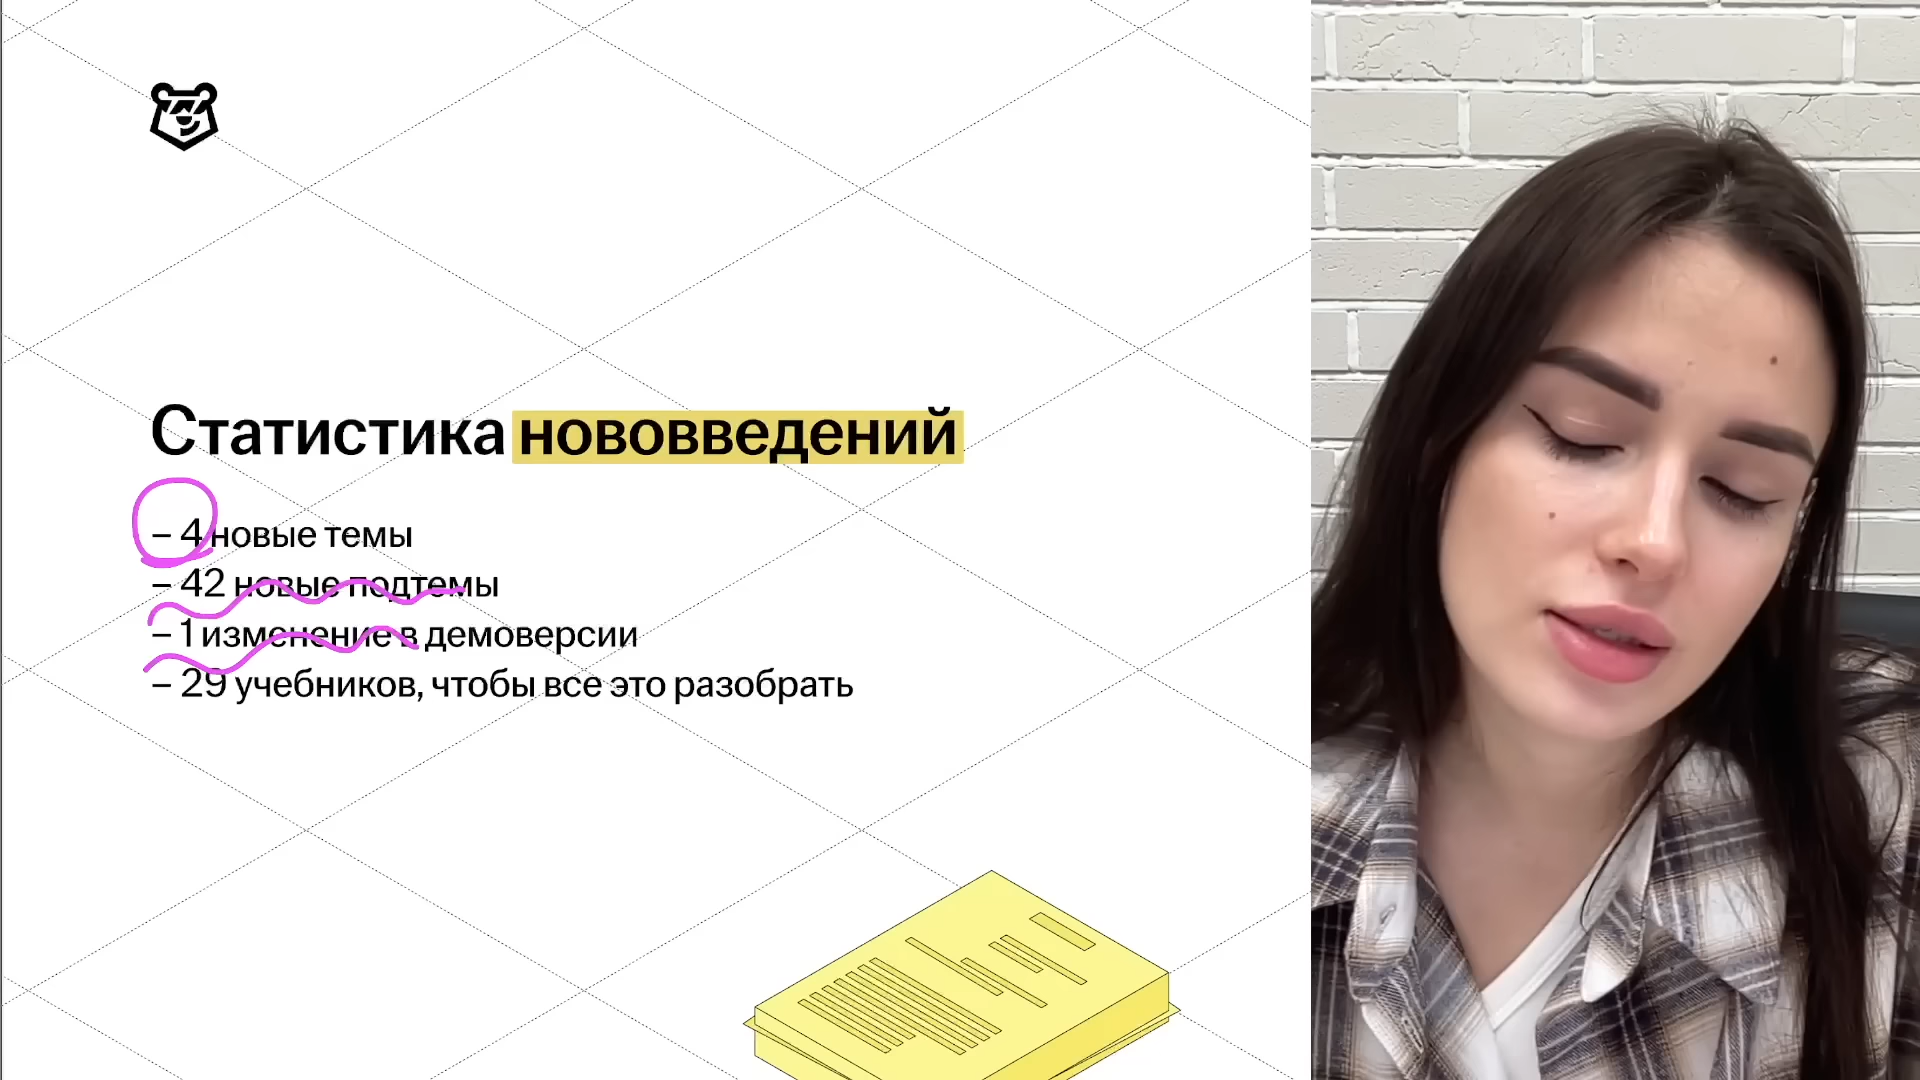 Статистика нововведений
– 4 новые темы
– 42 новые подтемы
– 1 изменение в демоверсии
– 29 учебников, чтобы все это разобрать